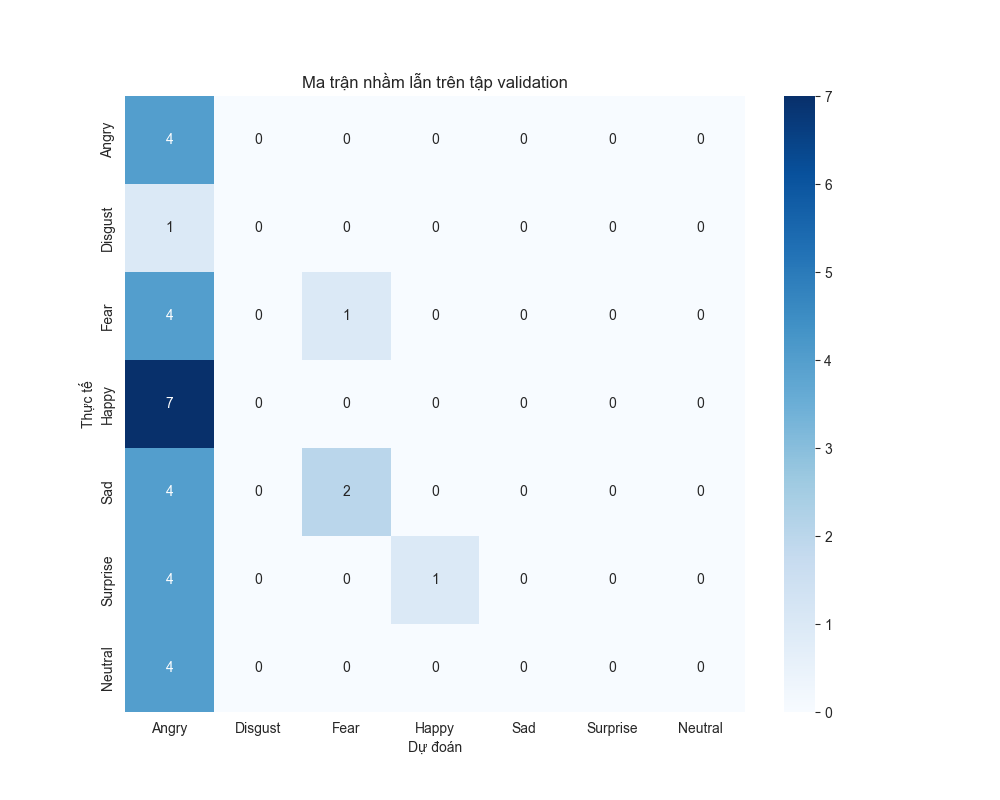 Ma trận nhầm lẫn trên tập validation
7
Angry 4 0 0 0 0 0 0
6
Disgust 1 0 0 0 0 0 0
5
Fear 4 0 1 0 0 0 0
4
Thực tế
Happy 7 0 0 0 0 0 0
3
Sad 4 0 2 0 0 0 0
2
Surprise 4 0 0 1 0 0 0
1
Neutral 4 0 0 0 0 0 0
0
Angry Disgust Fear Happy Sad Surprise Neutral
Dự đoán